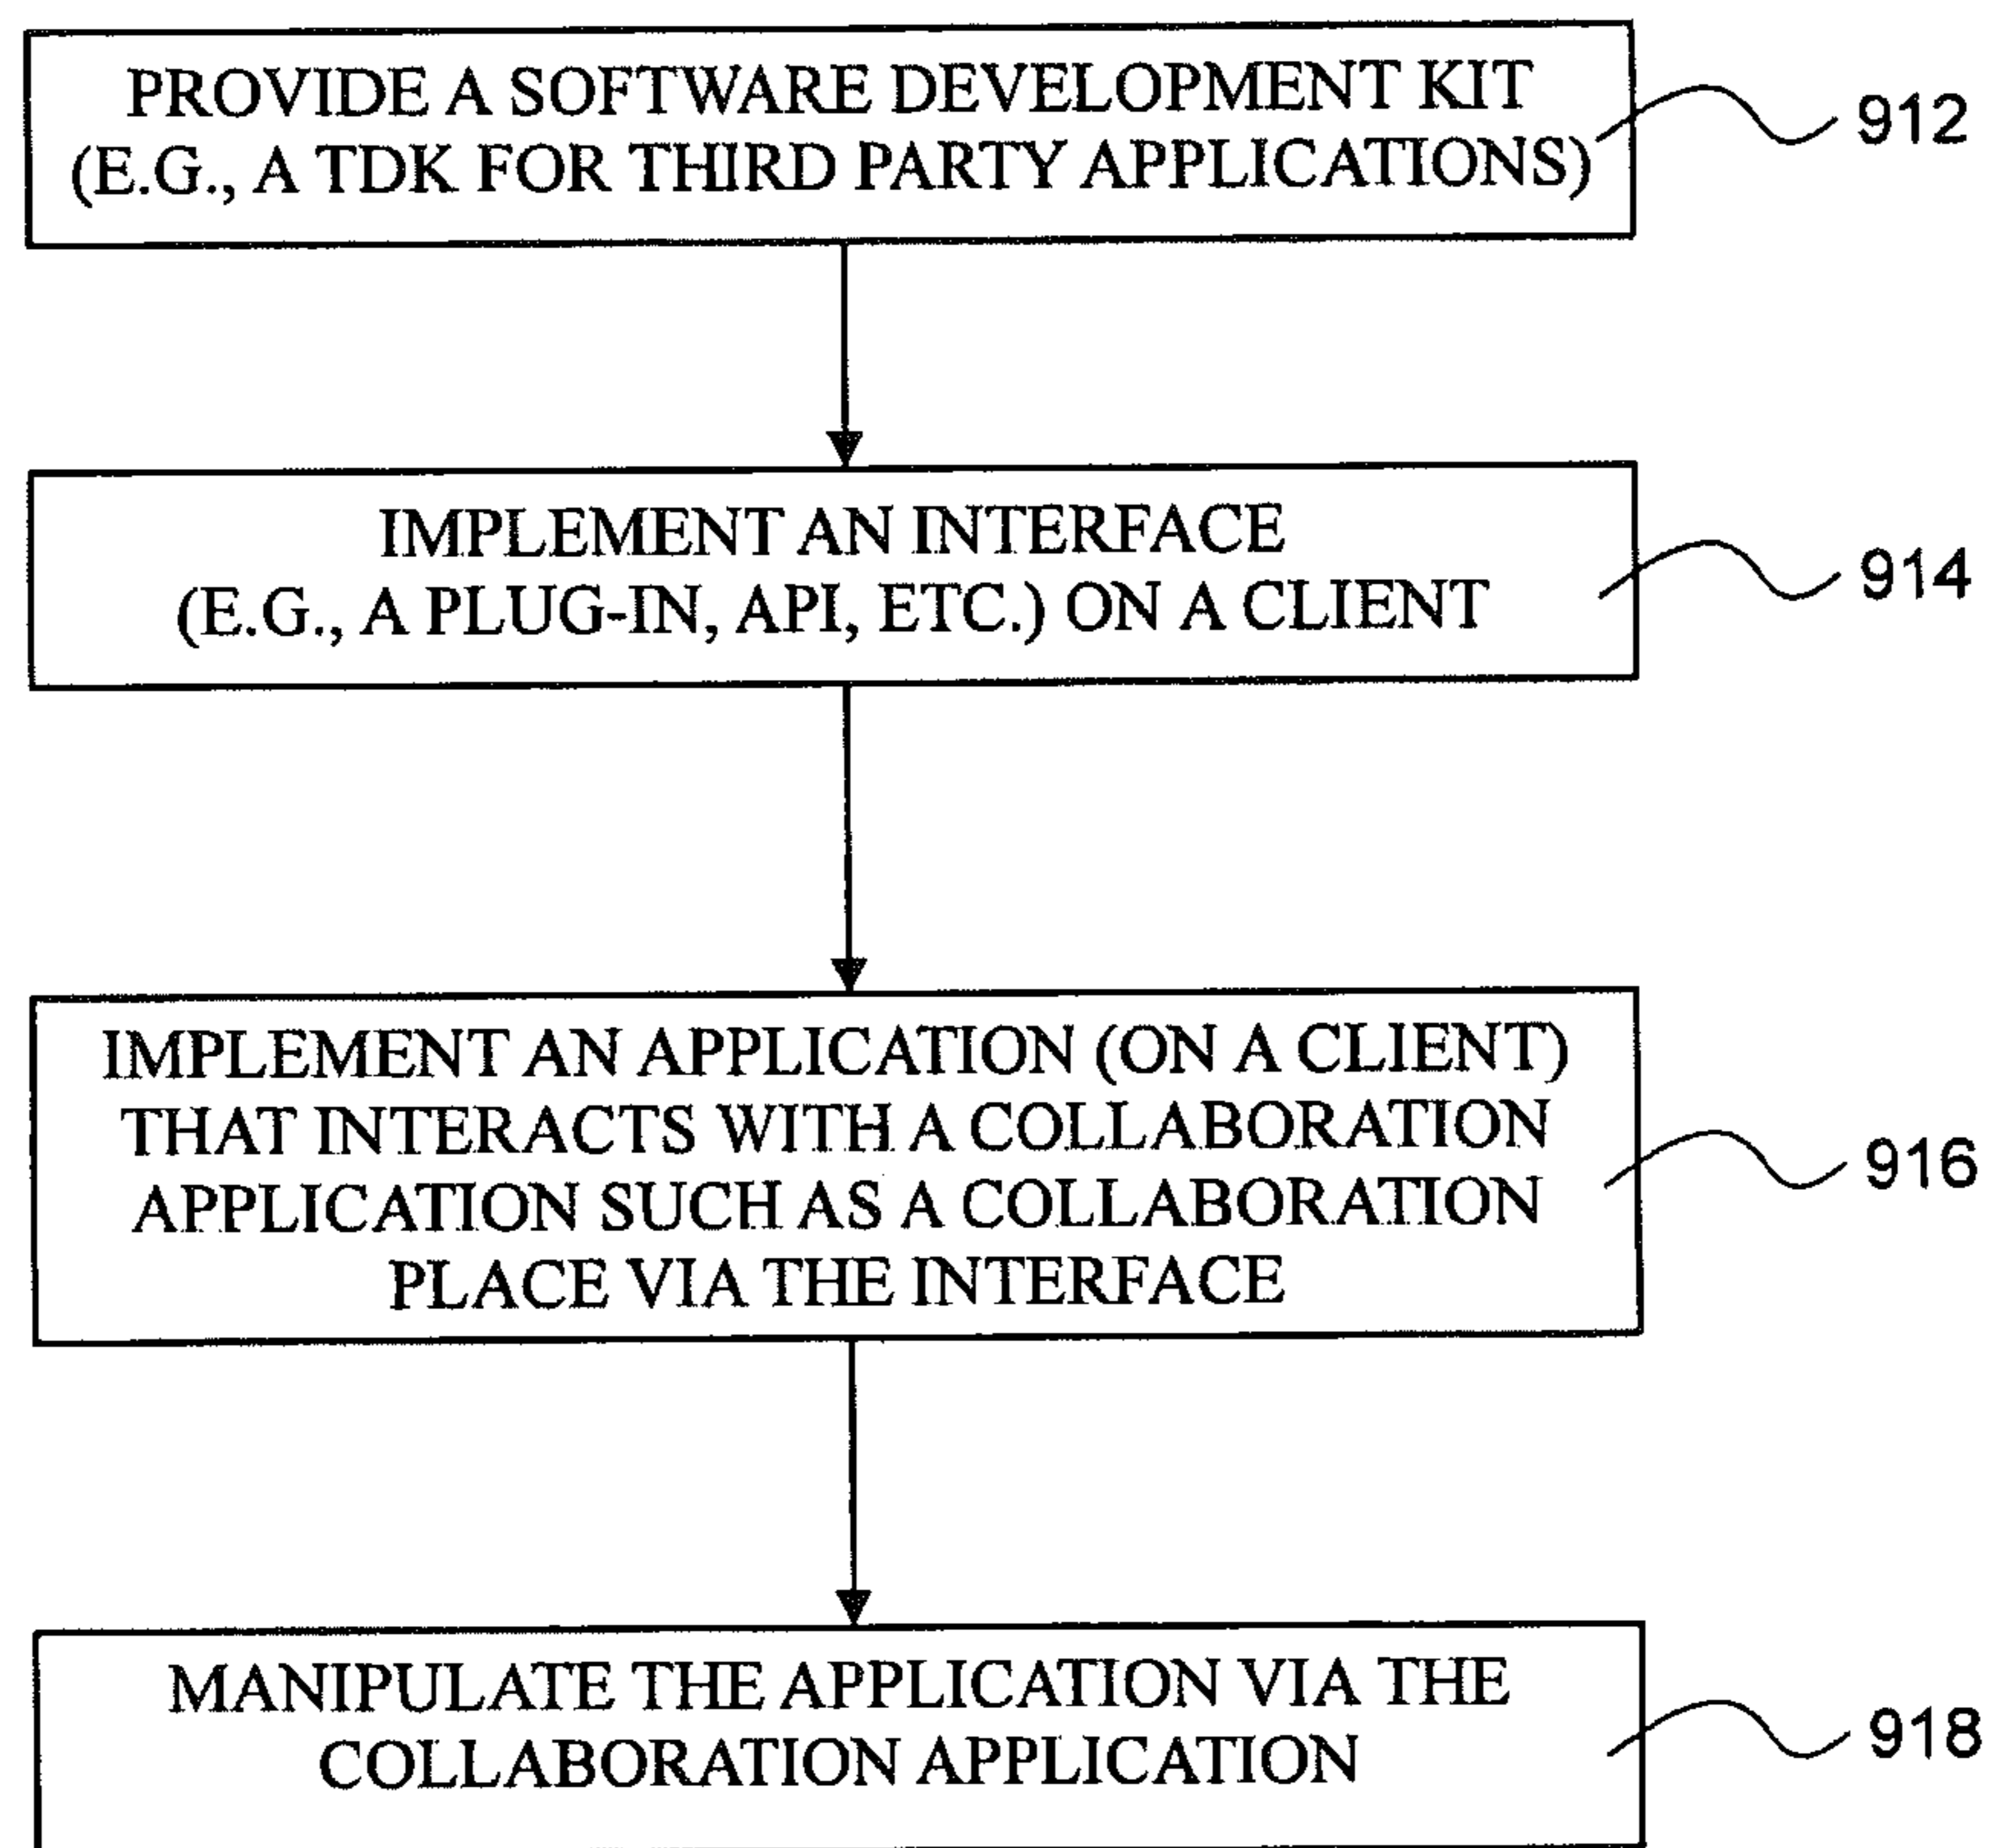 PROVIDE A SOFTWARE DEVELOPMENT KIT
(E.G., A TDK FOR THIRD PARTY APPLICATIONS)
912
IMPLEMENT AN INTERFACE
(E.G., A PLUG-IN, API, ETC.) ON A CLIENT
914
IMPLEMENT AN APPLICATION (ON A CLIENT)
THAT INTERACTS WITH A COLLABORATION
APPLICATION SUCH AS A COLLABORATION
PLACE VIA THE INTERFACE
916
MANIPULATE THE APPLICATION VIA THE
COLLABORATION APPLICATION
918